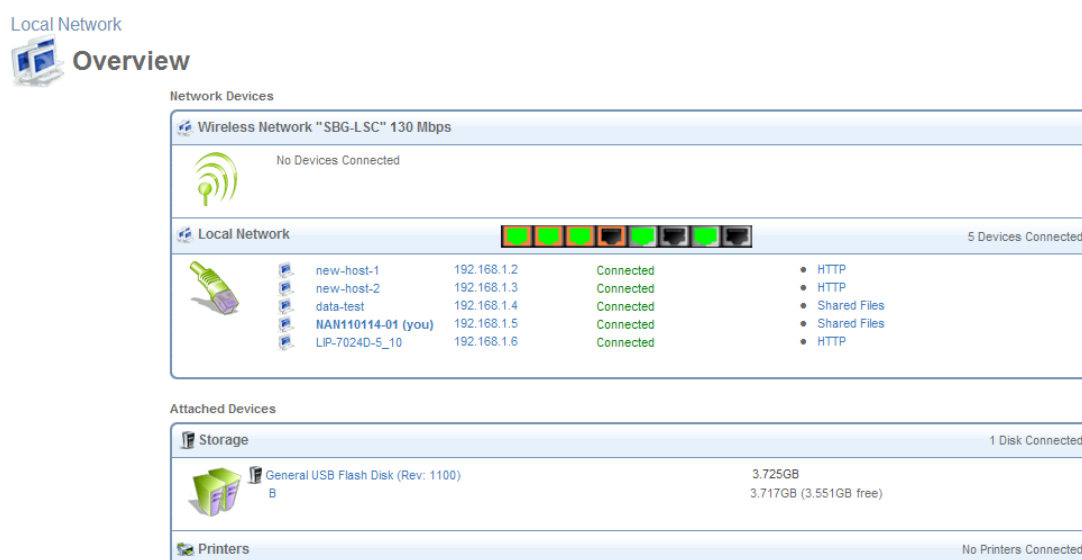 Local Network
Overview
Network Devices
Wireless Network "SBG-LSC" 130 Mbps
No Devices Connected
Local Network 5 Devices Connected
new-host-1 192.168.1.2 Connected • HTTP
new-host-2 192.168.1.3 Connected • HTTP
data-test 192.168.1.4 Connected • Shared Files
NAN110114-01 (you) 192.168.1.5 Connected • Shared Files
LIP-7024D-5_10 192.168.1.6 Connected • HTTP
Attached Devices
Storage 1 Disk Connected
General USB Flash Disk (Rev: 1100) 3.725GB
B 3.717GB (3.551GB free)
Printers No Printers Connected